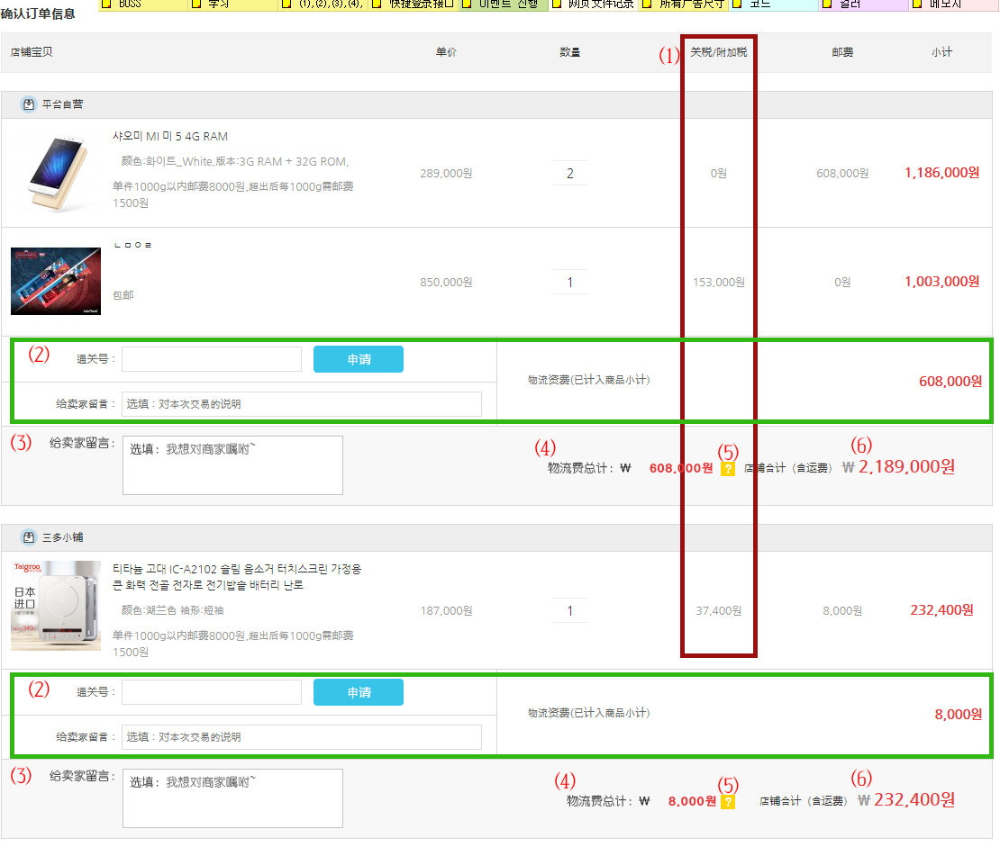 BOSS 学习 (1),(2),(3),(4), 快捷登录接口 이벤트 진행 网页文件记录 所有广告尺寸 코드 컬러 메모지
确认订单信息
店铺宝贝 单价 数量 (1) 关税/附加税 邮费 小计
平台自营
샤오미 MI 미 5 4G RAM
颜色:화이트_White,版本:3G RAM + 32G ROM,
289,000원 2 0원 608,000원 1,186,000원
单件1000g以内邮费8000원,超出后每1000g需邮费
1500원
ㄴㅁㅇㄹ
850,000원 1 153,000원 0원 1,003,000원
包邮
(2) 通关号 : 申请
物流资费(已计入商品小计) 608,000원
给卖家留言 : 选填 : 对本次交易的说明
(3) 给卖家留言: 选填: 我想对商家嘱咐~
(4) (5) (6)
物流费总计: ₩ 608,000원 ? 店铺合计 (含运费) ₩ 2,189,000원
三多小铺
Taigroo
日本
进口
티타늄 고대 IC-A2102 슬림 음소거 터치스크린 가정용
큰 화력 전골 전자로 전기밥솥 배터리 난로
颜色:湖兰色 袖形:短袖
187,000원 1 37,400원 8,000원 232,400원
单件1000g以内邮费8000원,超出后每1000g需邮费
1500원
(2) 通关号 : 申请
物流资费(已计入商品小计) 8,000원
给卖家留言 : 选填 : 对本次交易的说明
(3) 给卖家留言: 选填: 我想对商家嘱咐~
(4) (5) (6)
物流费总计: ₩ 8,000원 ? 店铺合计 (含运费) ₩ 232,400원